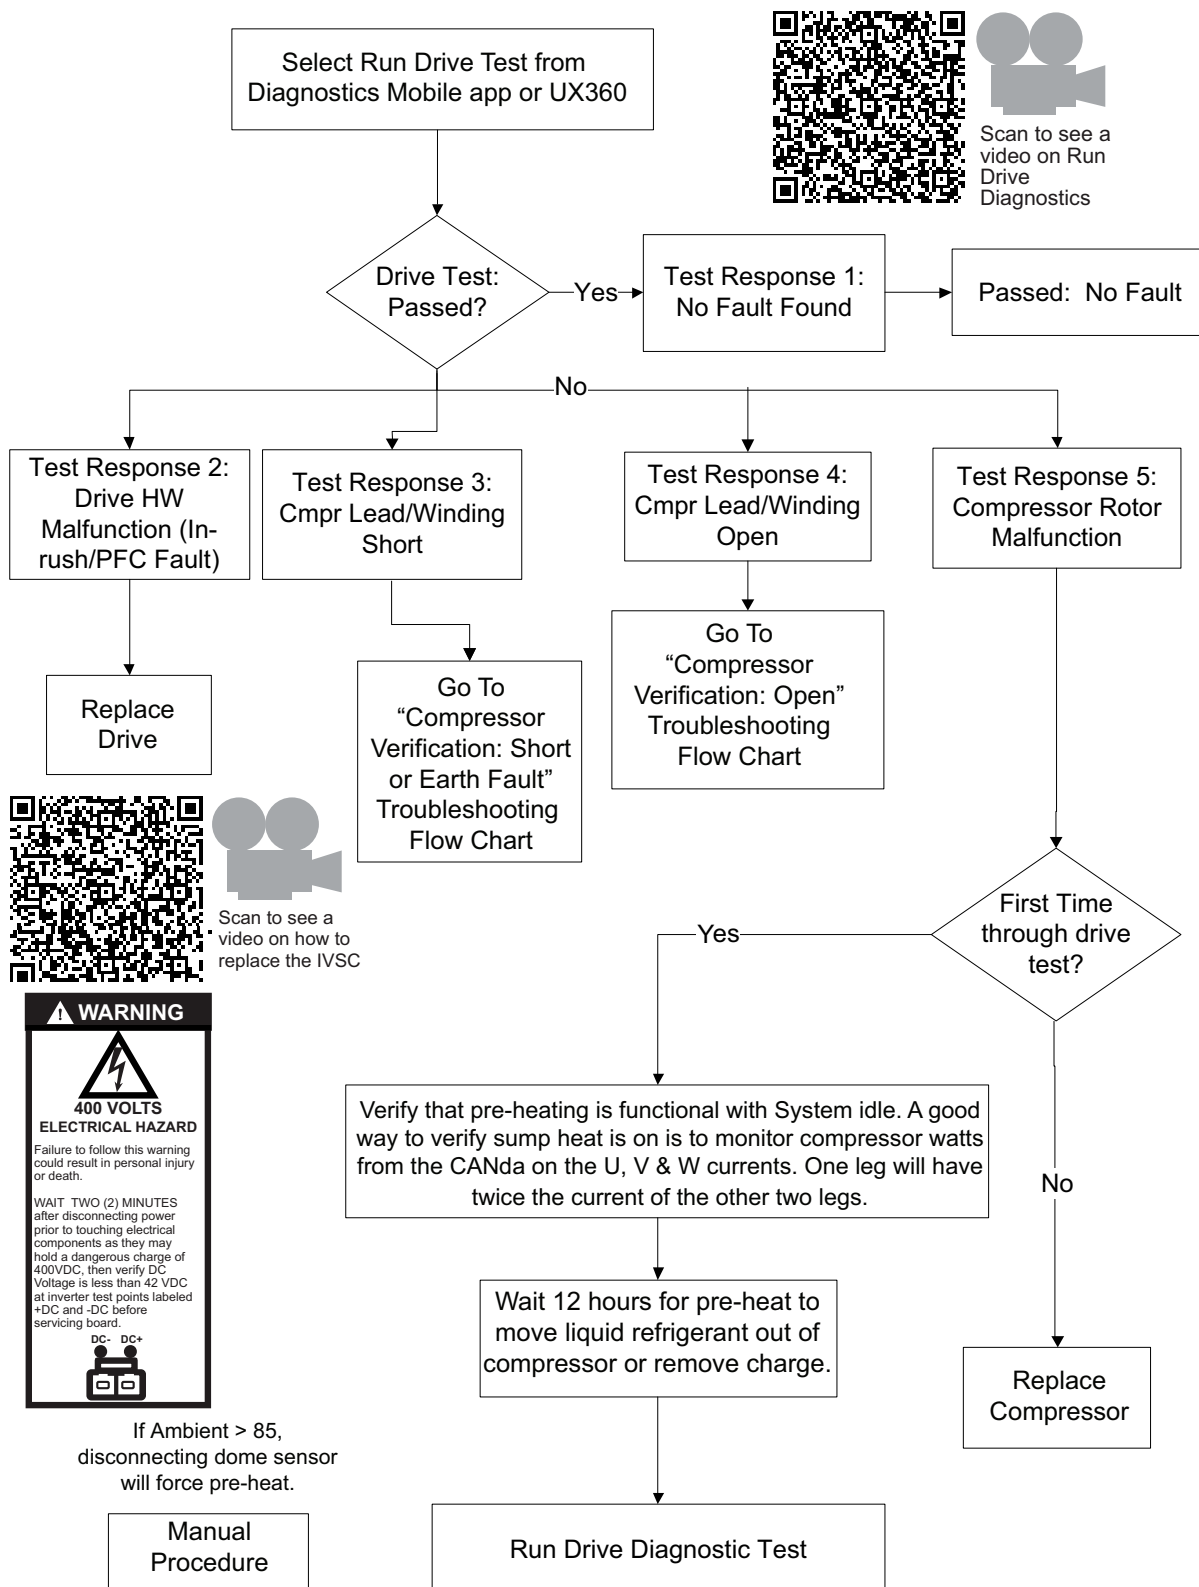 Select Run Drive Test from
Diagnostics Mobile app or UX360
Scan to see a
video on Run
Drive
Diagnostics
Drive Test:
Passed?
Yes
Test Response 1:
No Fault Found
Passed: No Fault
No
Test Response 2:
Drive HW
Malfunction (In-
rush/PFC Fault)
Test Response 3:
Cmpr Lead/Winding
Short
Test Response 4:
Cmpr Lead/Winding
Open
Test Response 5:
Compressor Rotor
Malfunction
Replace
Drive
Go To
“Compressor
Verification: Short
or Earth Fault”
Troubleshooting
Flow Chart
Go To
“Compressor
Verification: Open”
Troubleshooting
Flow Chart
Scan to see a
video on how to
replace the IVSC
First Time
through drive
test?
Yes
No
WARNING
400 VOLTS
ELECTRICAL HAZARD
Failure to follow this warning
could result in personal injury
or death.
WAIT TWO (2) MINUTES
after disconnecting power
prior to touching electrical
components as they may
hold a dangerous charge of
400VDC, then verify DC
Voltage is less than 42 VDC
at inverter test points labeled
+DC and -DC before
servicing board.
DC- DC+
Verify that pre-heating is functional with System idle. A good
way to verify sump heat is on is to monitor compressor watts
from the CANda on the U, V & W currents. One leg will have
twice the current of the other two legs.
Wait 12 hours for pre-heat to
move liquid refrigerant out of
compressor or remove charge.
Replace
Compressor
If Ambient > 85,
disconnecting dome sensor
will force pre-heat.
Manual
Procedure
Run Drive Diagnostic Test